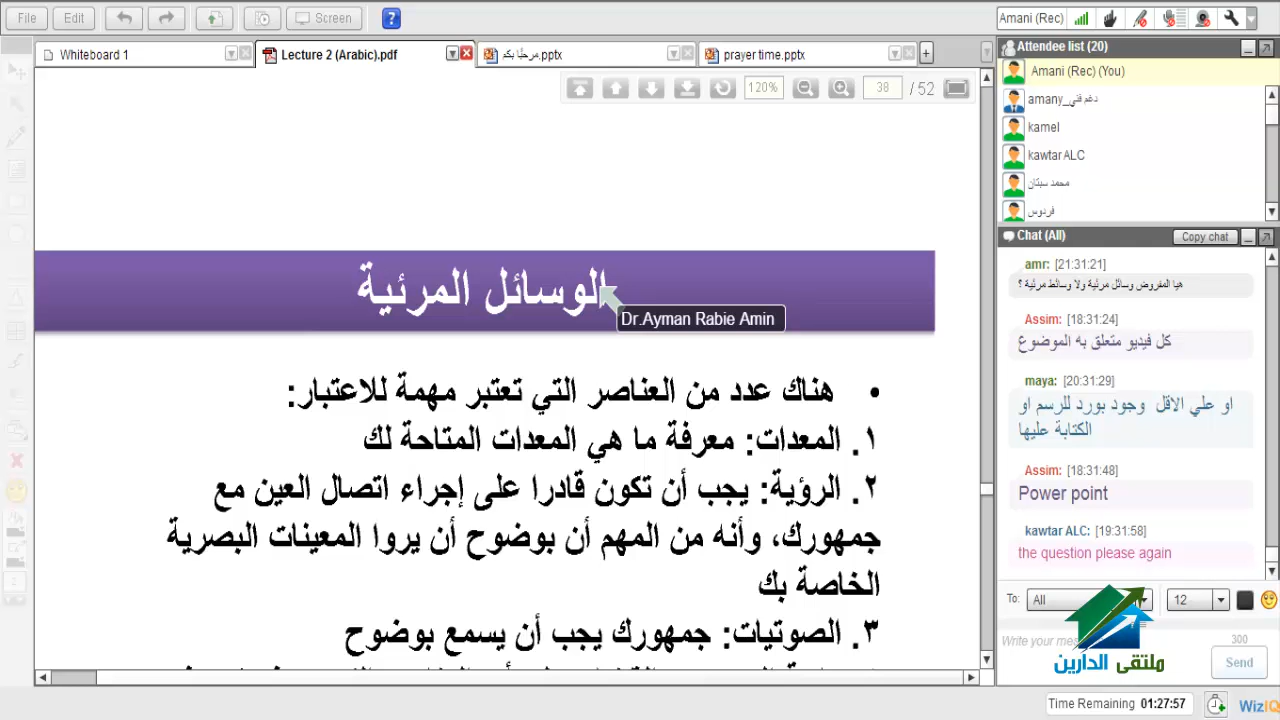 File
Edit
Screen
?
Amani (Rec)
Whiteboard 1
Lecture 2 (Arabic).pdf
مرحبًا بكم.pptx
prayer time.pptx
120%
38 / 52
الوسائل المرئية
Dr.Ayman Rabie Amin
• هناك عدد من العناصر التي تعتبر مهمة للاعتبار:
١. المعدات: معرفة ما هي المعدات المتاحة لك
٢. الرؤية: يجب أن تكون قادرا على إجراء اتصال العين مع
جمهورك، وأنه من المهم أن بوضوح أن يروا المعينات البصرية
الخاصة بك
٣. الصوتيات: جمهورك يجب أن يسمع بوضوح
Attendee list (20)
Amani (Rec) (You)
amany_دعم فني
kamel
kawtar ALC
محمد سبتان
فردوس
Chat (All)
Copy chat
amr: [21:31:21]
هيا المفروض وسائل مرئية ولا وسائط مرئية ؟
Assim: [18:31:24]
كل فيديو متعلق به الموضوع
maya: [20:31:29]
او علي الاقل وجود بورد للرسم او
الكتابة عليها
Assim: [18:31:48]
Power point
kawtar ALC: [19:31:58]
the question please again
To:
All
12
Write your mes
300
Send
ملتقى الدارين
Time Remaining 01:27:57
WizIQ